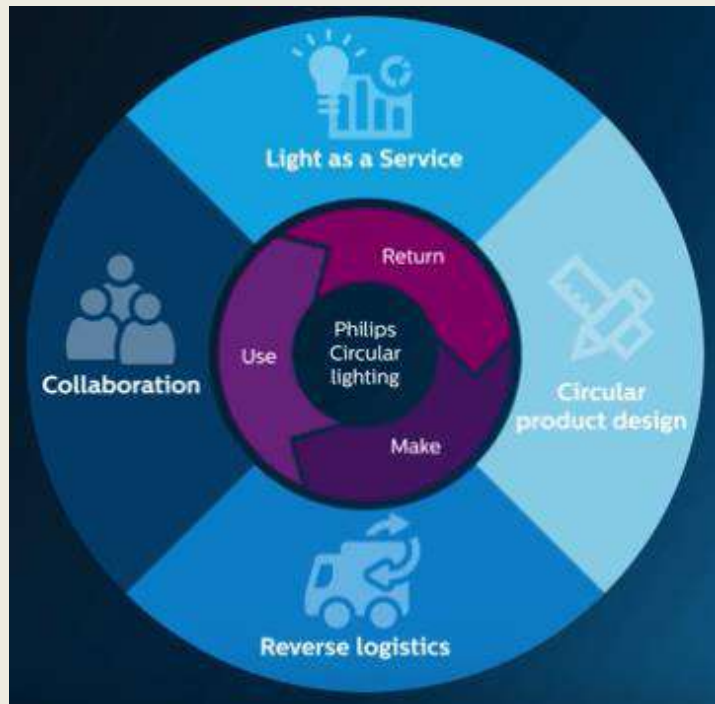 Light as a Service
Return
Use
Philips
Circular
lighting
Make
Collaboration
Circular
product design
Reverse logistics